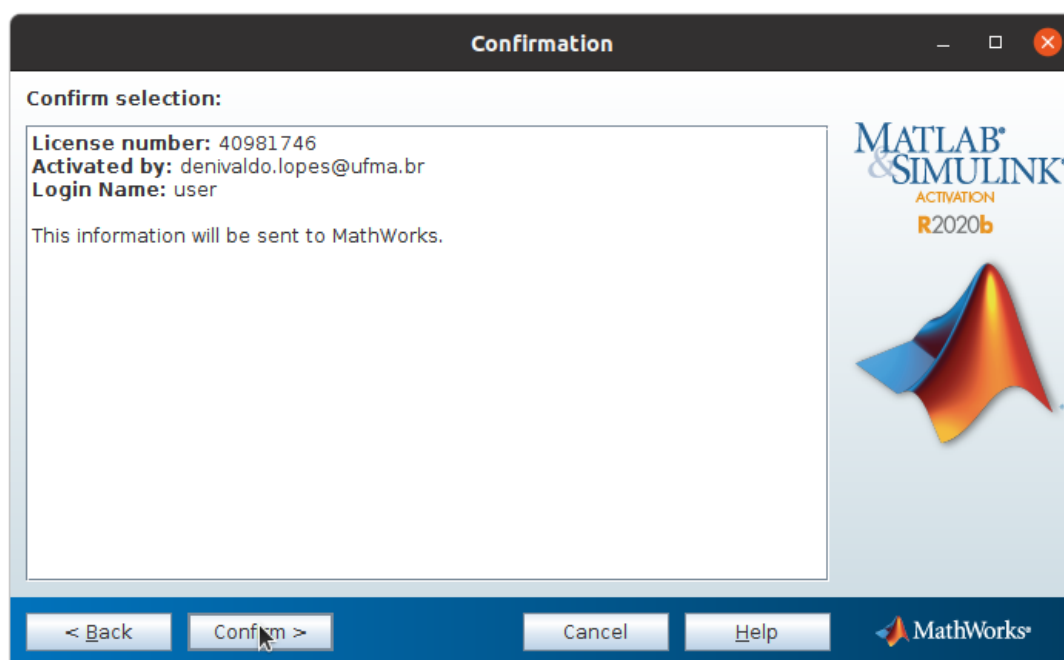 Confirmation
Confirm selection:
License number: 40981746
Activated by: denivaldo.lopes@ufma.br
Login Name: user
This information will be sent to MathWorks.
MATLAB®
&SIMULINK®
ACTIVATION
R2020b
< Back
Confirm >
Cancel
Help
MathWorks®